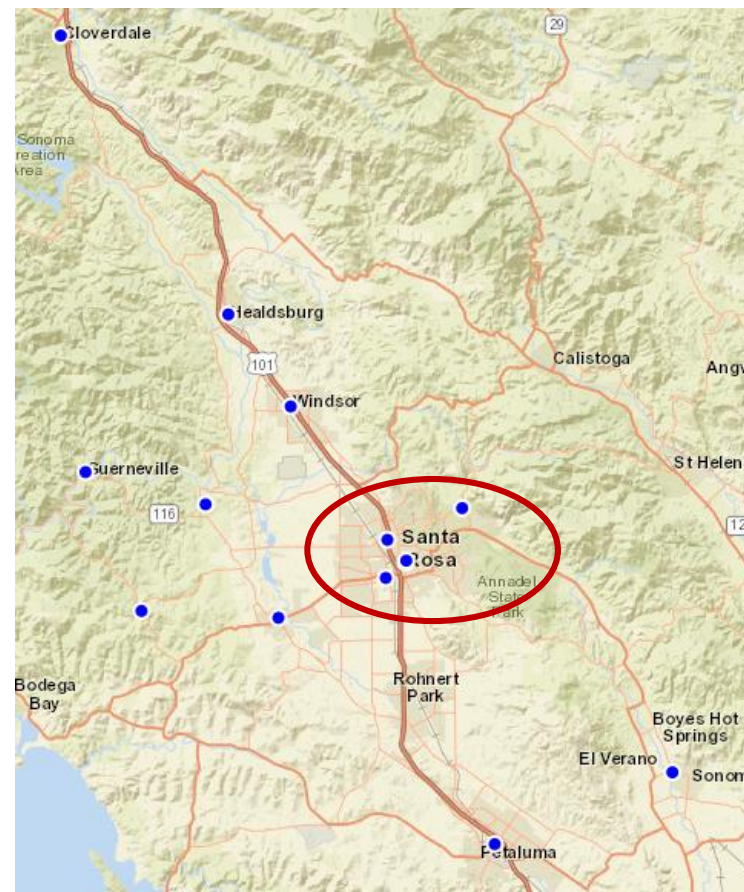 Cloverdale
29
Sonoma
reation
Area
Healdsburg
101
Calistoga
Angv
Windsor
Guerneville
St Helen
116
12
Santa
Rosa
Annadel
State
Park
Rohnert
Park
Bodega
Bay
Boyes Hot
Springs
El Verano
Sonom
Petaluma